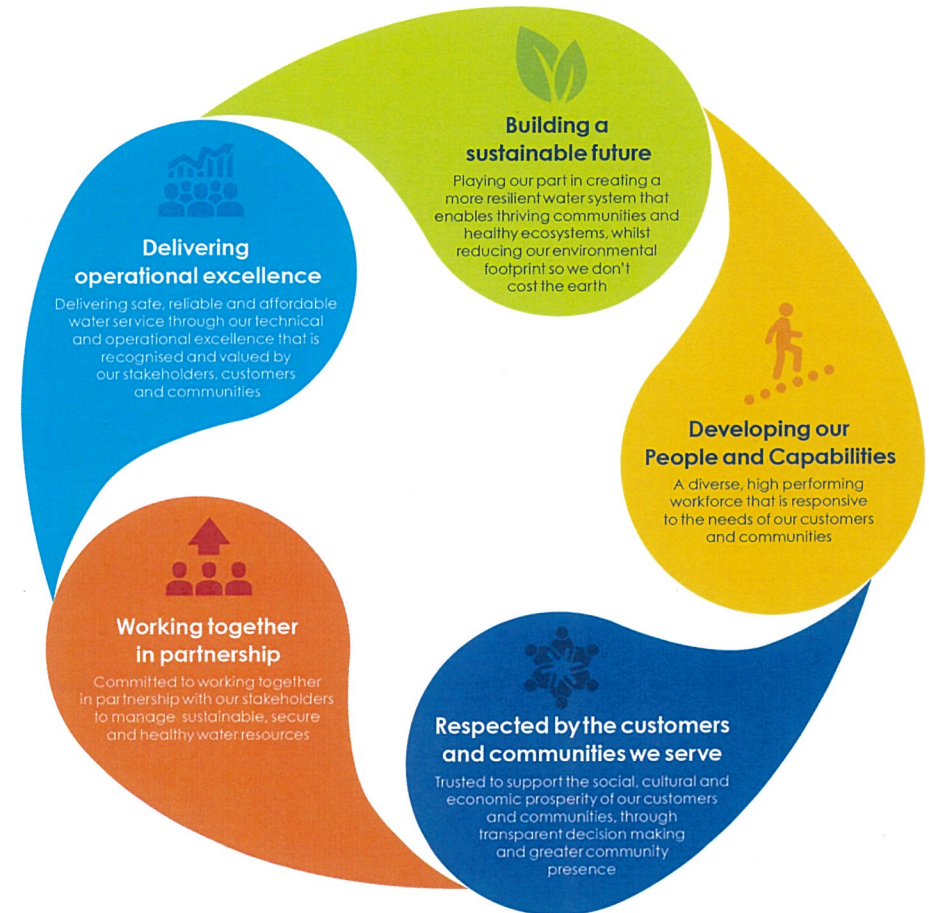 Building a
sustainable future
Playing our part in creating a
more resilient water system that
enables thriving communities and
healthy ecosystems, whilst
reducing our environmental
footprint so we don't
cost the earth
Developing our
People and Capabilities
A diverse, high performing
workforce that is responsive
to the needs of our customers
and communities
Respected by the customers
and communities we serve
Trusted to support the social, cultural and
economic prosperity of our customers
and communities, through
transparent decision making
and greater community
presence
Working together
in partnership
Committed to working together
in partnership with our stakeholders
to manage sustainable, secure
and healthy water resources
Delivering
operational excellence
Delivering safe, reliable and affordable
water service through our technical
and operational excellence that is
recognised and valued by
our stakeholders, customers
and communities